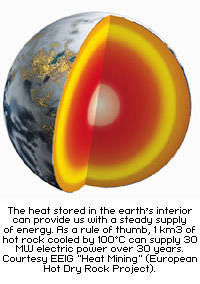 The heat stored in the earth's interior
can provide us with a steady supply
of energy. As a rule of thumb, 1 km3 of
hot rock cooled by 100°C can supply 30
MW electric power over 30 years.
Courtesy EEIG "Heat Mining" (European
Hot Dry Rock Project).